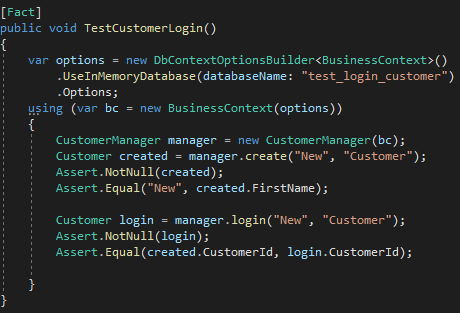 [Fact]
public void TestCustomerLogin()
{
var options = new DbContextOptionsBuilder<BusinessContext>()
.UseInMemoryDatabase(databaseName: "test_login_customer")
.Options;
using (var bc = new BusinessContext(options))
{
CustomerManager manager = new CustomerManager(bc);
Customer created = manager.create("New", "Customer");
Assert.NotNull(created);
Assert.Equal("New", created.FirstName);
Customer login = manager.login("New", "Customer");
Assert.NotNull(login);
Assert.Equal(created.CustomerId, login.CustomerId);
}
}